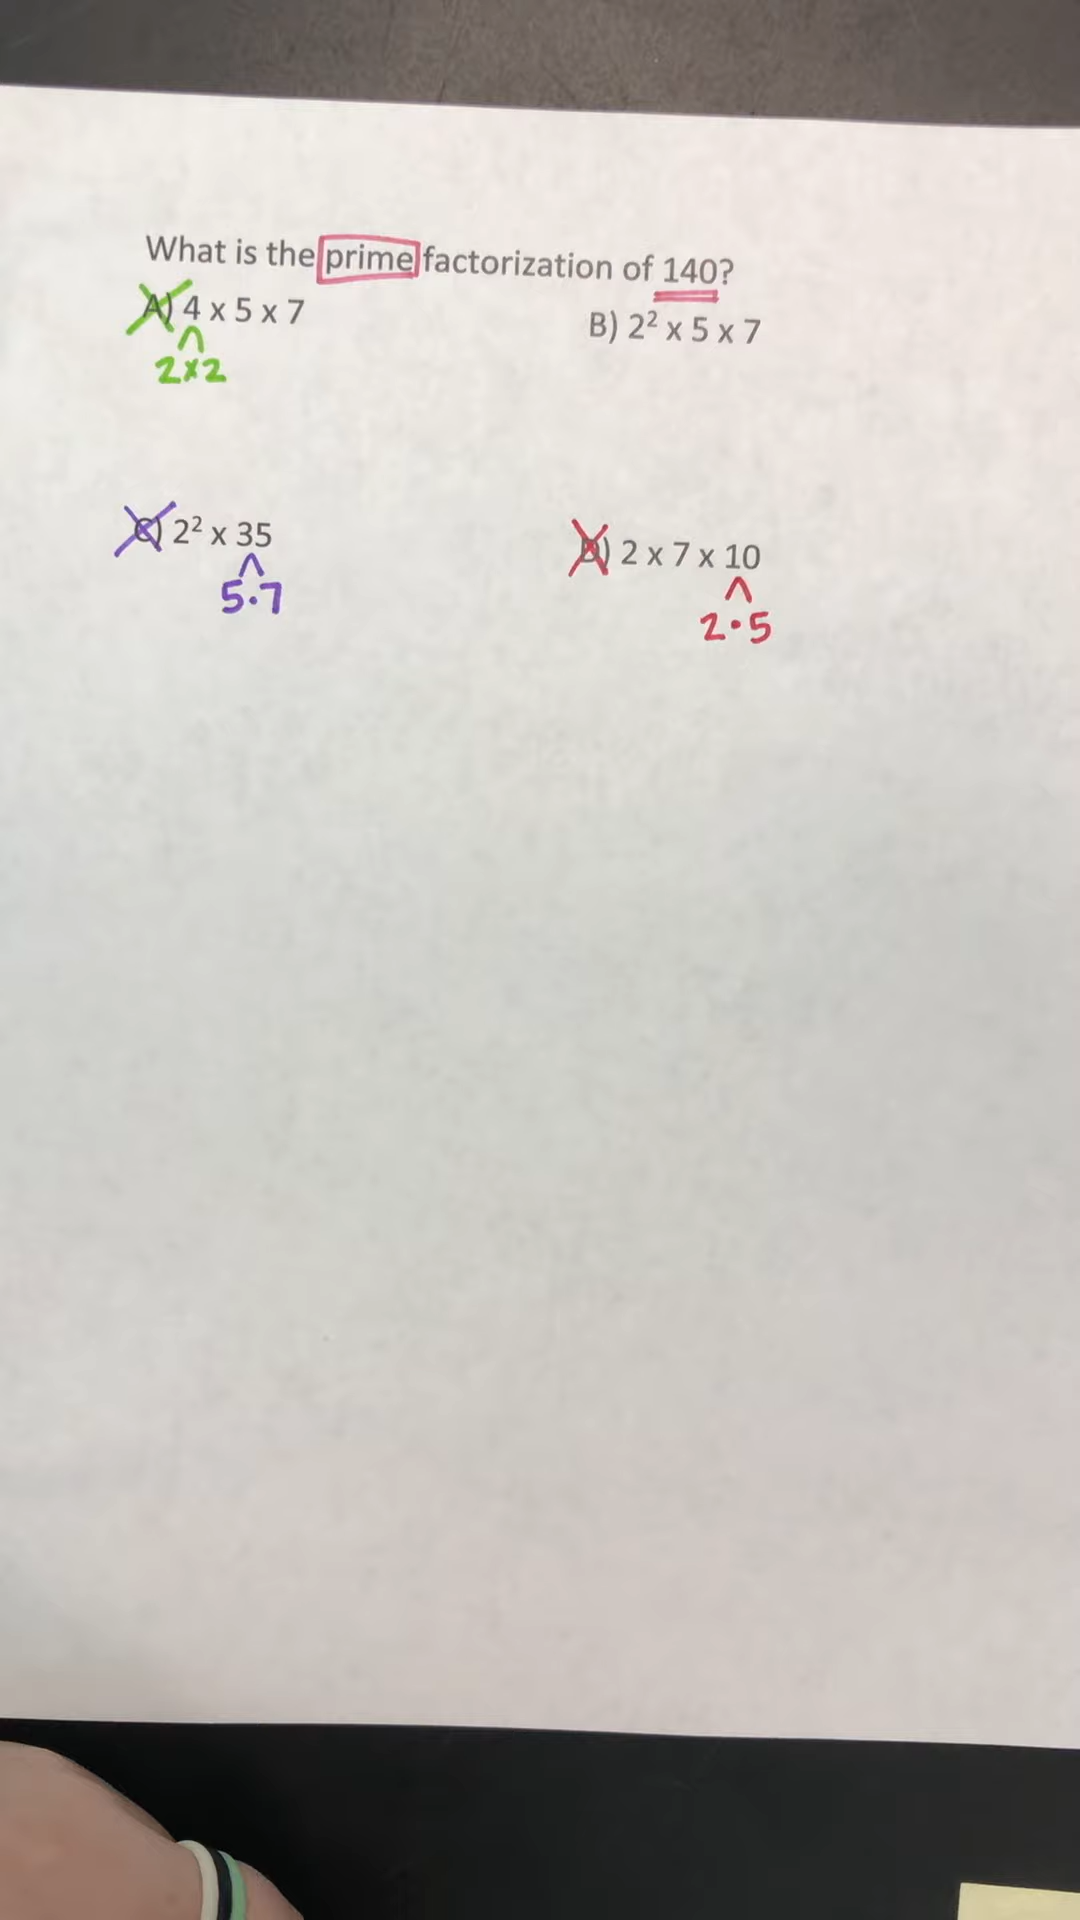 What is the prime factorization of 140?
A) 4 x 5 x 7
B) 2² x 5 x 7
2x2
C) 2² x 35
D) 2 x 7 x 10
5·7
2·5